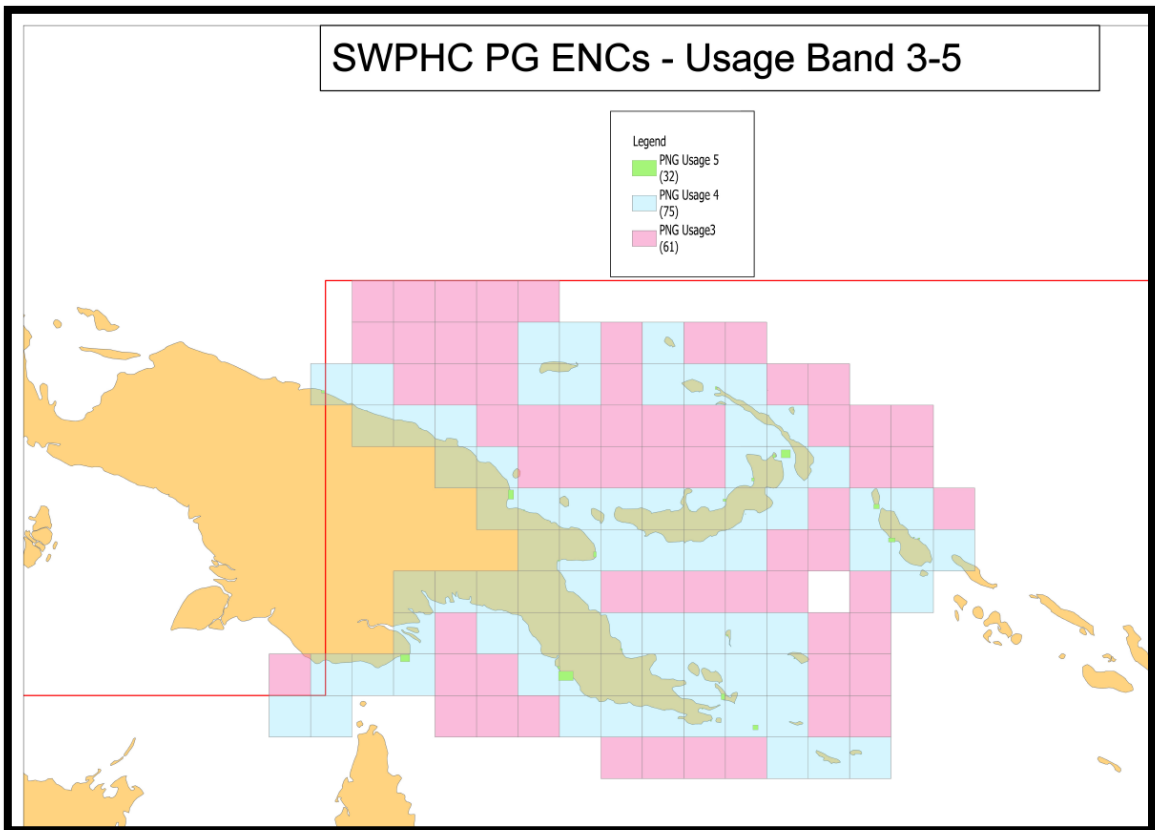 SWPHC PG ENCs - Usage Band 3-5
Legend
PNG Usage 5
(32)
PNG Usage 4
(75)
PNG Usage3
(61)